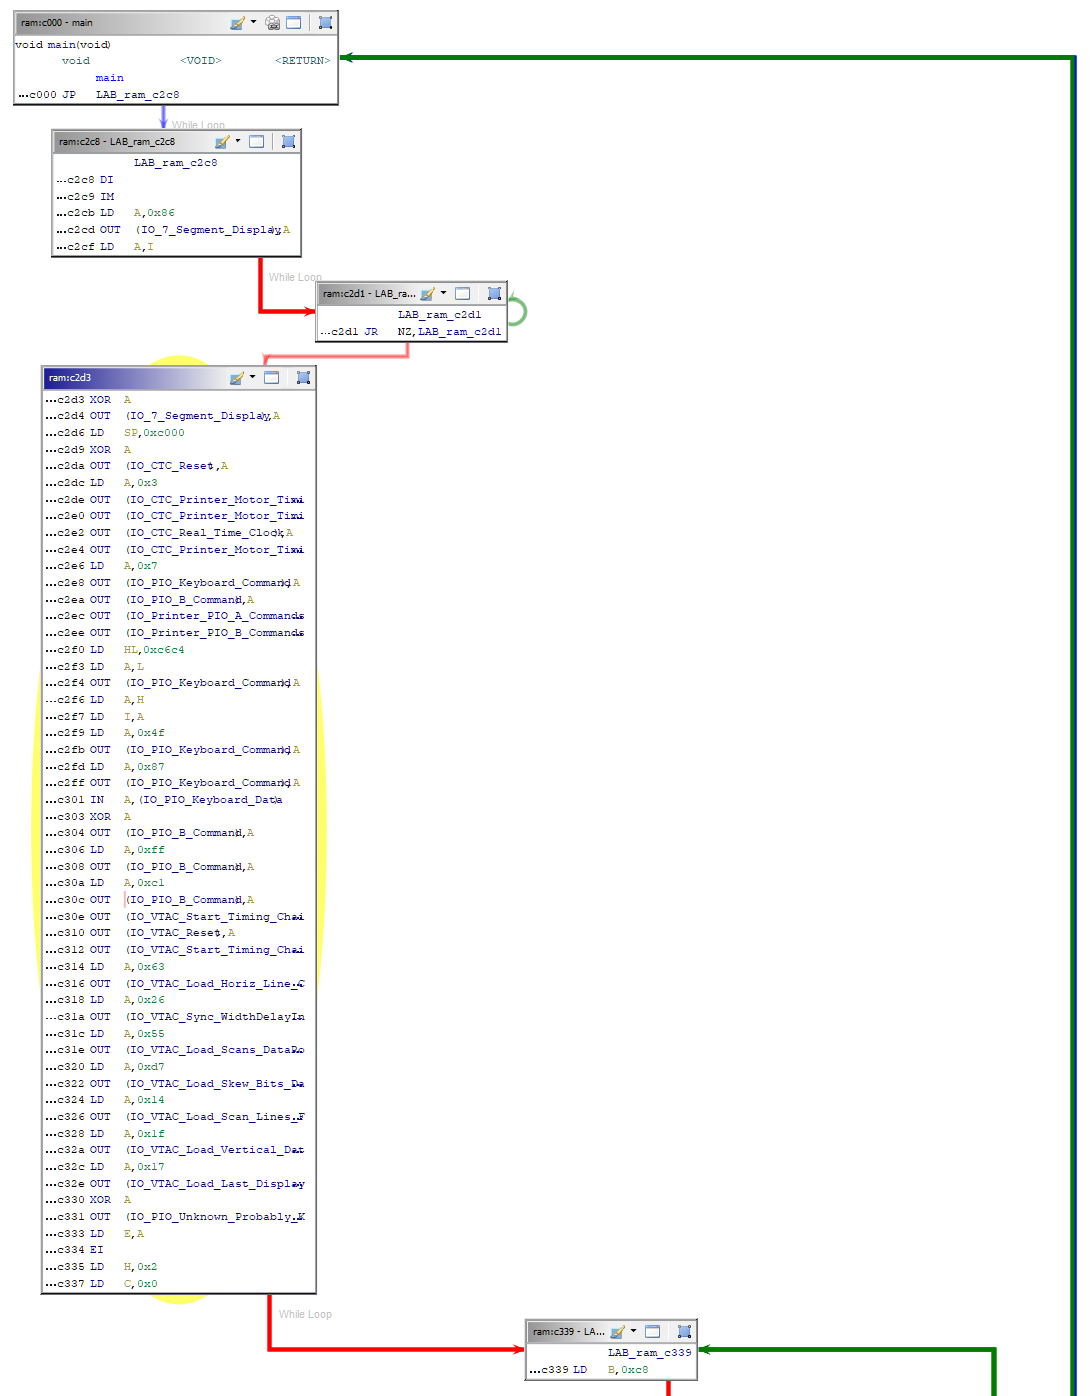 ram:c000 - main
void main(void)
void <VOID> <RETURN>
main
...c000 JP LAB_ram_c2c8
While Loop
ram:c2c8 - LAB_ram_c2c8
LAB_ram_c2c8
...c2c8 DI
...c2c9 IM
...c2cb LD A,0x86
...c2cd OUT (IO_7_Segment_Display),A
...c2cf LD A,I
While Loop
ram:c2d1 - LAB_ra...
LAB_ram_c2d1
...c2d1 JR NZ,LAB_ram_c2d1
ram:c2d3
...c2d3 XOR A
...c2d4 OUT (IO_7_Segment_Display),A
...c2d6 LD SP,0xc000
...c2d9 XOR A
...c2da OUT (IO_CTC_Reset),A
...c2dc LD A,0x3
...c2de OUT (IO_CTC_Printer_Motor_Timi...
...c2e0 OUT (IO_CTC_Printer_Motor_Timi
...c2e2 OUT (IO_CTC_Real_Time_Clock),A
...c2e4 OUT (IO_CTC_Printer_Motor_Timi...
...c2e6 LD A,0x7
...c2e8 OUT (IO_PIO_Keyboard_Command),A
...c2ea OUT (IO_PIO_B_Command),A
...c2ec OUT (IO_Printer_PIO_A_Commands
...c2ee OUT (IO_Printer_PIO_B_Commands
...c2f0 LD HL,0xc6c4
...c2f3 LD A,L
...c2f4 OUT (IO_PIO_Keyboard_Command),A
...c2f6 LD A,H
...c2f7 LD I,A
...c2f9 LD A,0x4f
...c2fb OUT (IO_PIO_Keyboard_Command),A
...c2fd LD A,0x87
...c2ff OUT (IO_PIO_Keyboard_Command),A
...c301 IN A,(IO_PIO_Keyboard_Data)
...c303 XOR A
...c304 OUT (IO_PIO_B_Command),A
...c306 LD A,0xff
...c308 OUT (IO_PIO_B_Command),A
...c30a LD A,0xc1
...c30c OUT (IO_PIO_B_Command),A
...c30e OUT (IO_VTAC_Start_Timing_Chai...
...c310 OUT (IO_VTAC_Reset),A
...c312 OUT (IO_VTAC_Start_Timing_Chai...
...c314 LD A,0x63
...c316 OUT (IO_VTAC_Load_Horiz_Line_C
...c318 LD A,0x26
...c31a OUT (IO_VTAC_Sync_WidthDelayIn
...c31c LD A,0x55
...c31e OUT (IO_VTAC_Load_Scans_DataRo
...c320 LD A,0xd7
...c322 OUT (IO_VTAC_Load_Skew_Bits_Da
...c324 LD A,0x14
...c326 OUT (IO_VTAC_Load_Scan_Lines_F
...c328 LD A,0x1f
...c32a OUT (IO_VTAC_Load_Vertical_Dat
...c32c LD A,0x17
...c32e OUT (IO_VTAC_Load_Last_Display
...c330 XOR A
...c331 OUT (IO_PIO_Unknown_Probably_K
...c333 LD E,A
...c334 EI
...c335 LD H,0x2
...c337 LD C,0x0
While Loop
ram:c339 - LA...
LAB_ram_c339
...c339 LD B,0xc8